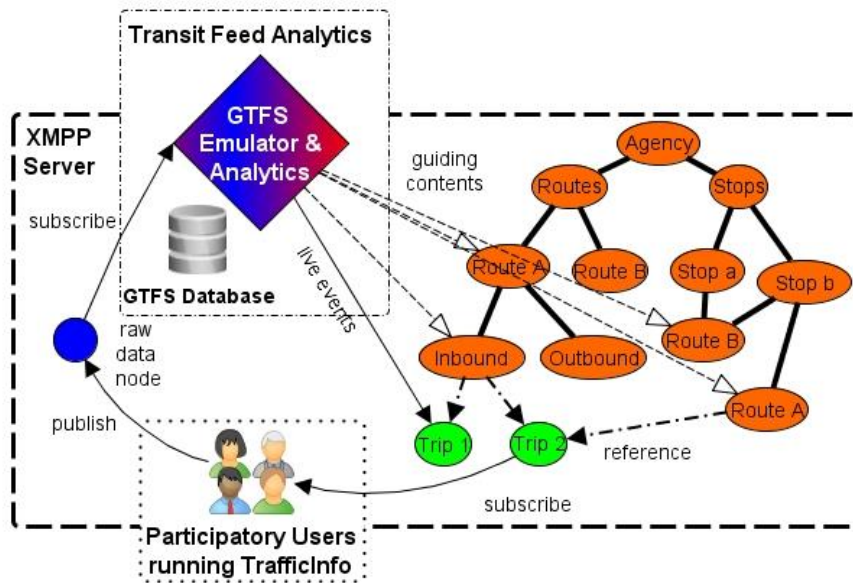 Transit Feed Analytics
XMPP
Server
GTFS
Emulator &
Analytics
GTFS Database
subscribe
raw
data
node
publish
live events
guiding
contents
Agency
Routes
Stops
Route A
Route B
Stop a
Stop b
Inbound
Outbound
Route B
Route A
Trip 1
Trip 2
reference
subscribe
Participatory Users
running TrafficInfo